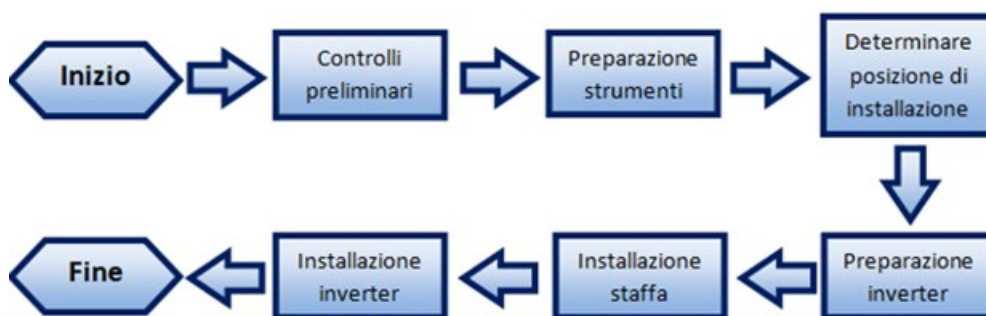 Inizio
Controlli
preliminari
Preparazione
strumenti
Determinare
posizione di
installazione
Preparazione
inverter
Installazione
staffa
Installazione
inverter
Fine